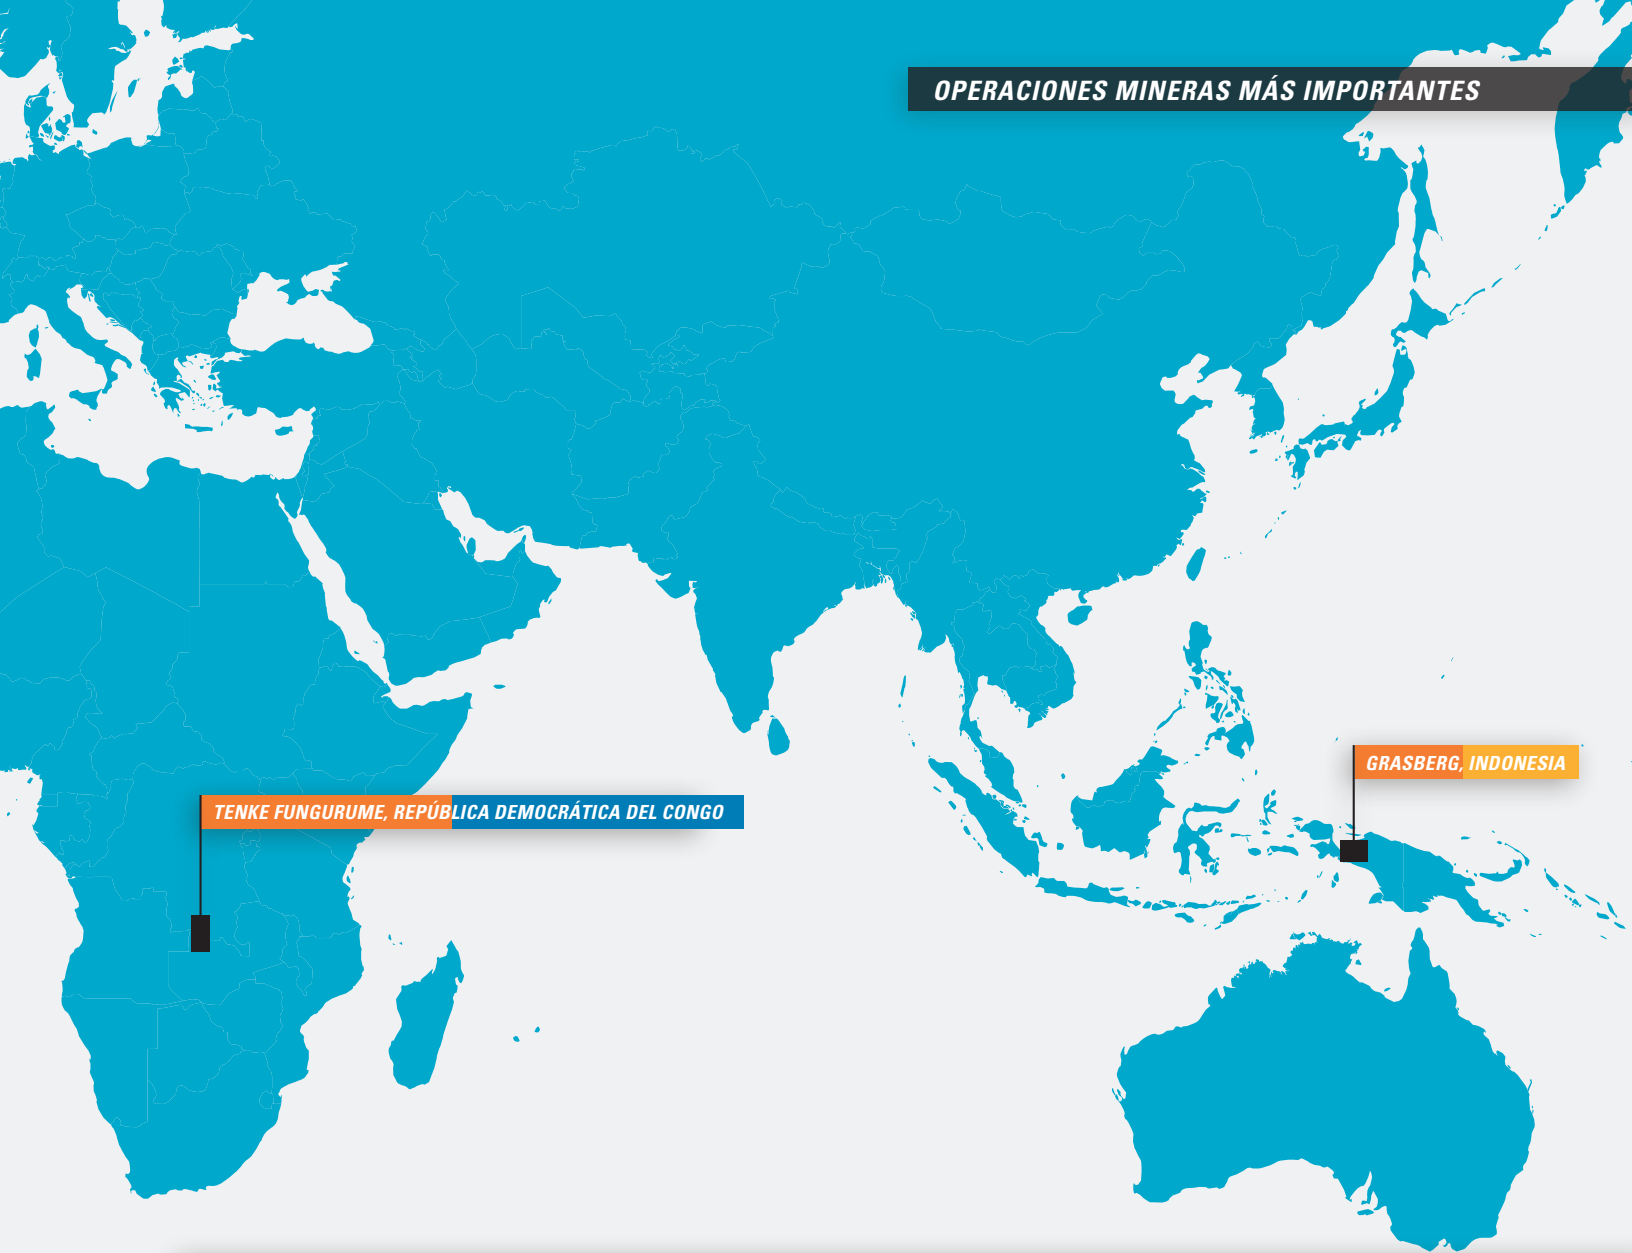 OPERACIONES MINERAS MÁS IMPORTANTES
GRASBERG, INDONESIA
TENKE FUNGURUME, REPÚBLICA DEMOCRÁTICA DEL CONGO